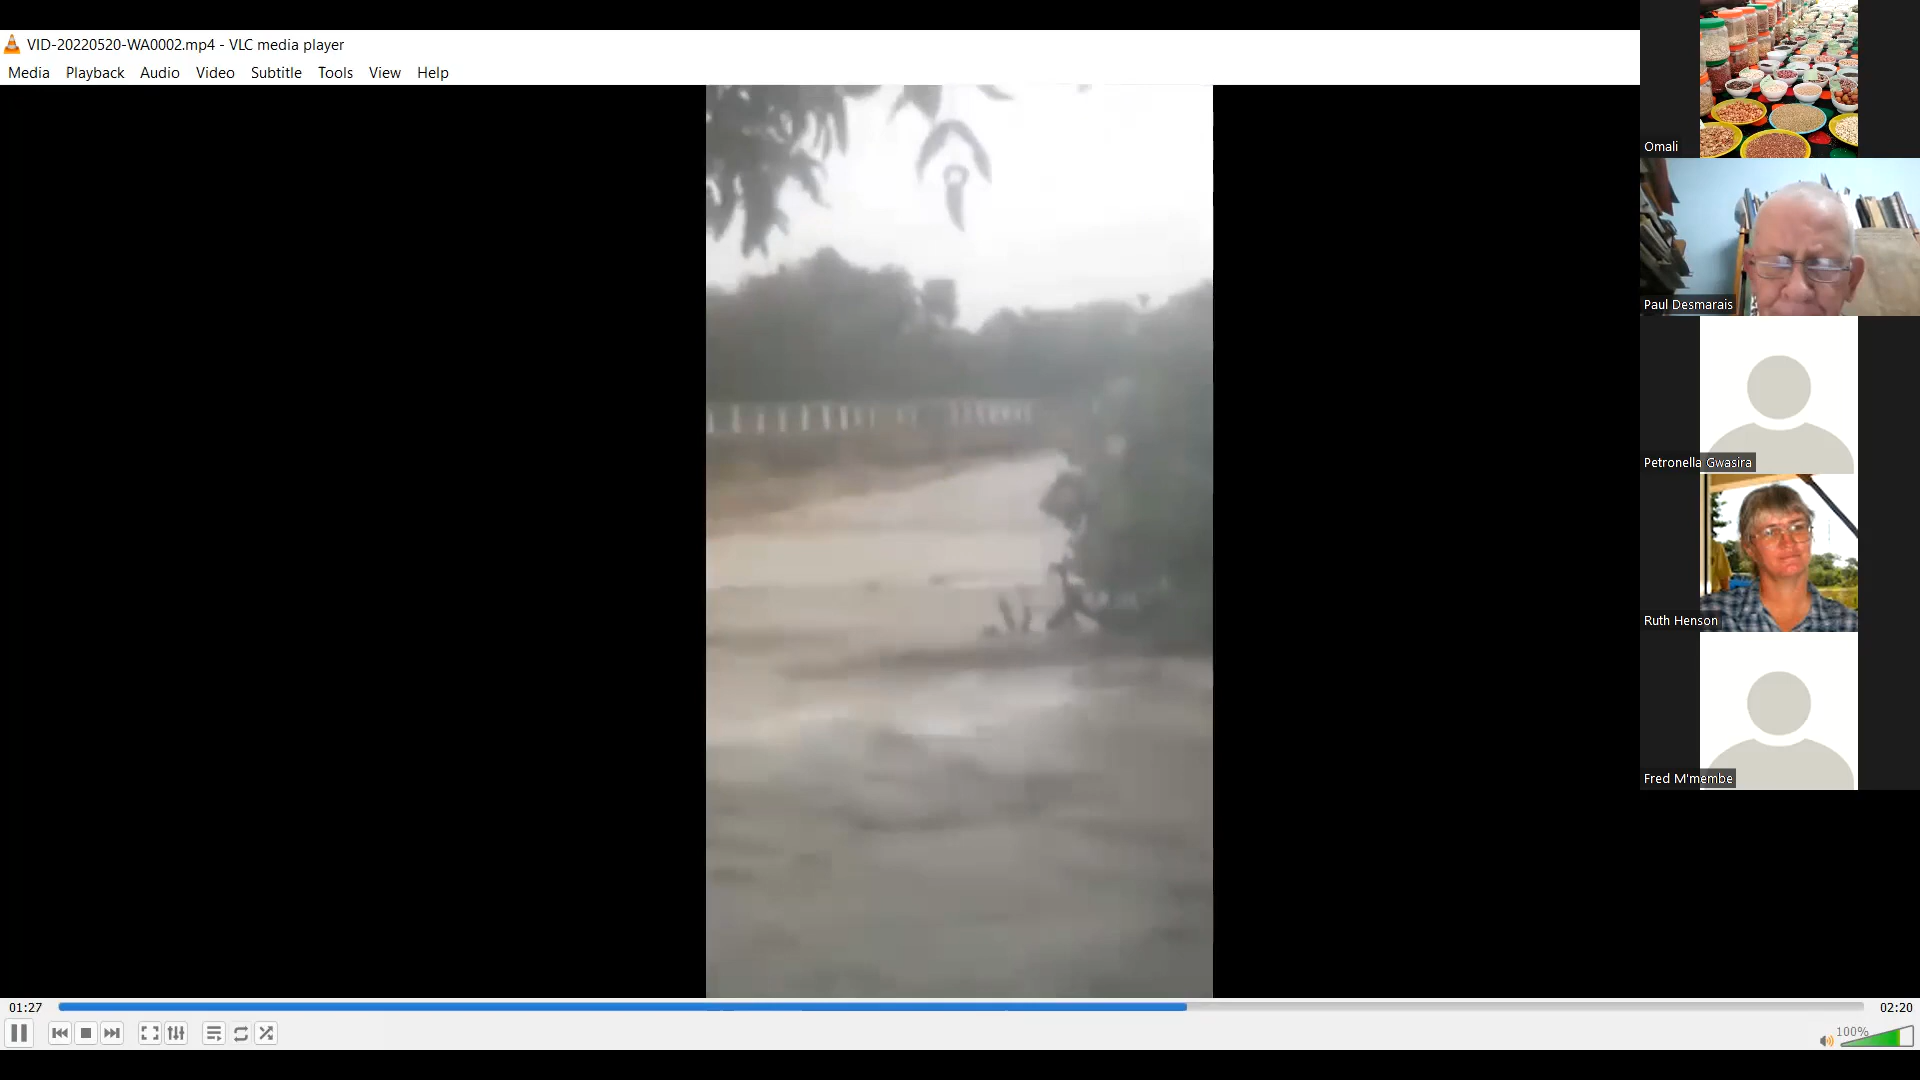 VID-20220520-WA0002.mp4 - VLC media player
Media Playback Audio Video Subtitle Tools View Help
Omali
Paul Desmarais
Petronella Gwasira
Ruth Henson
Fred M'membe
01:27
02:20
100%